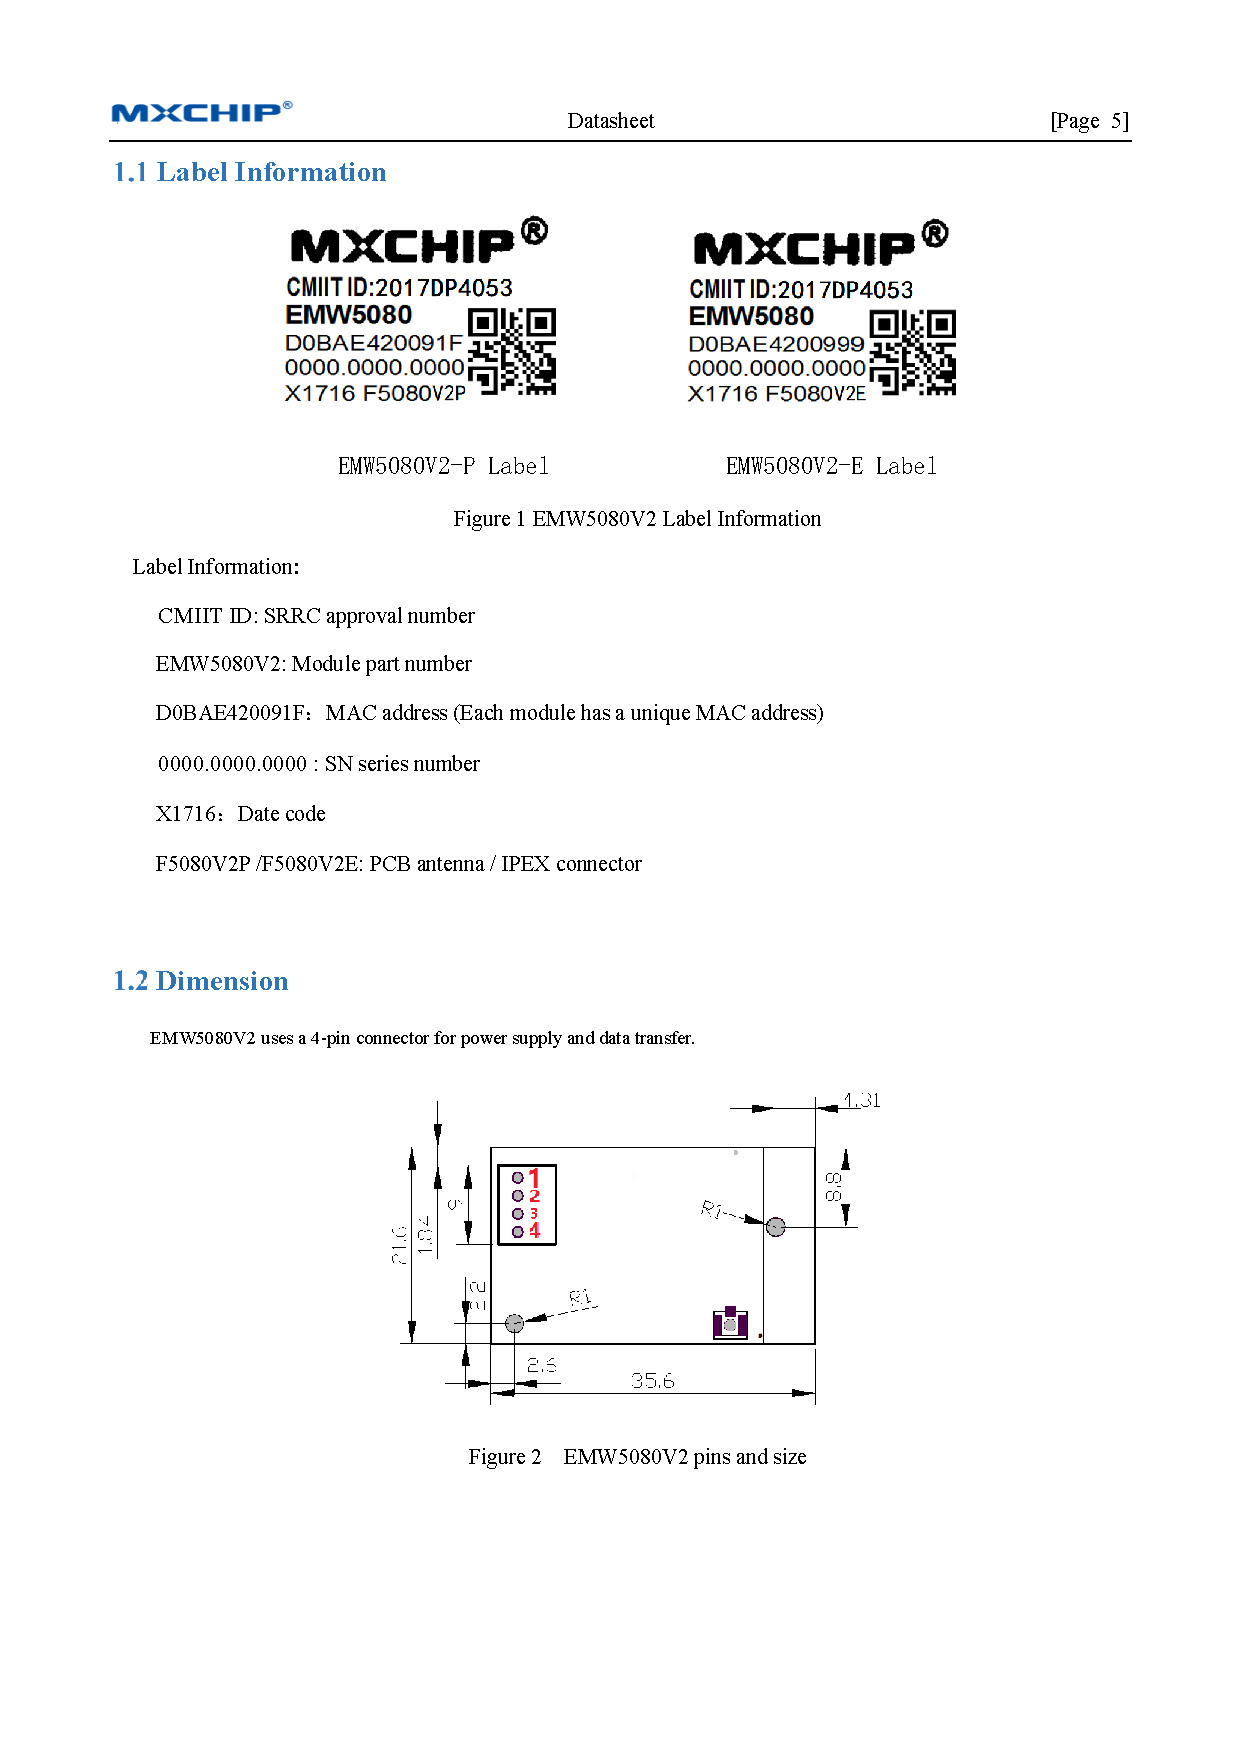 MXCHIP®
Datasheet
[Page 5]
1.1 Label Information
MXCHIP®
CMIIT ID:2017DP4053
EMW5080
D0BAE420091F
0000.0000.0000
X1716 F5080V2P
MXCHIP®
CMIIT ID:2017DP4053
EMW5080
D0BAE4200999
0000.0000.0000
X1716 F5080V2E
EMW5080V2-P Label
EMW5080V2-E Label
Figure 1 EMW5080V2 Label Information
Label Information:
CMIIT ID: SRRC approval number
EMW5080V2: Module part number
D0BAE420091F：MAC address (Each module has a unique MAC address)
0000.0000.0000 : SN series number
X1716：Date code
F5080V2P /F5080V2E: PCB antenna / IPEX connector
1.2 Dimension
EMW5080V2 uses a 4-pin connector for power supply and data transfer.
4.31
1
2
3
4
8.8
R1
9
1.94
21.6
2.2
R1
2.6
35.6
Figure 2 EMW5080V2 pins and size